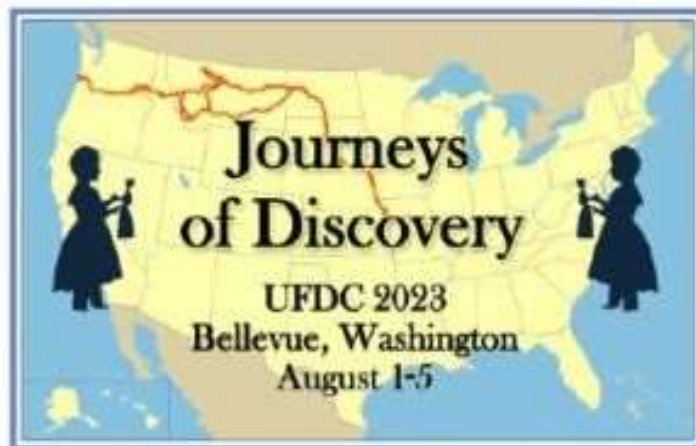 Journeys
of Discovery
UFDC 2023
Bellevue, Washington
August 1-5